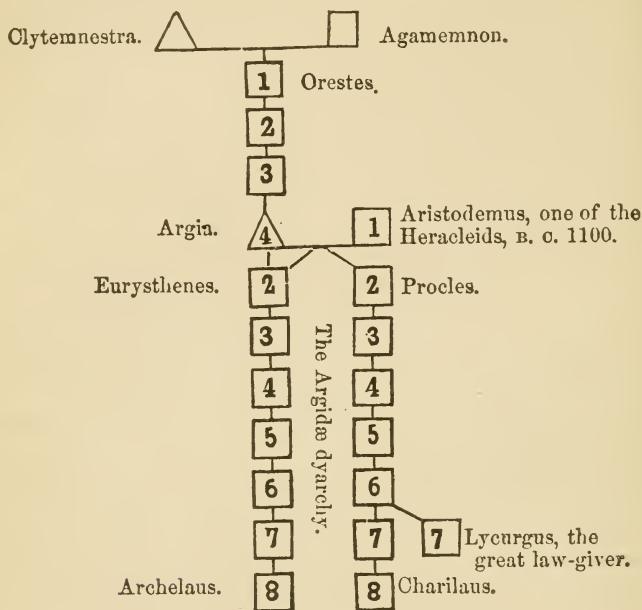 Clytemnestra. Agamemnon.
1 Orestes.
2
3
Argia. 4 1 Aristodemus, one of the
Heracleids, B. C. 1100.
Eurysthenes. 2 2 Procles.
3 3
4 4
The Argidæ dyarchy.
5 5
6 6
7 7 7 Lycurgus, the
great law-giver.
Archelaus. 8 8 Charilaus.